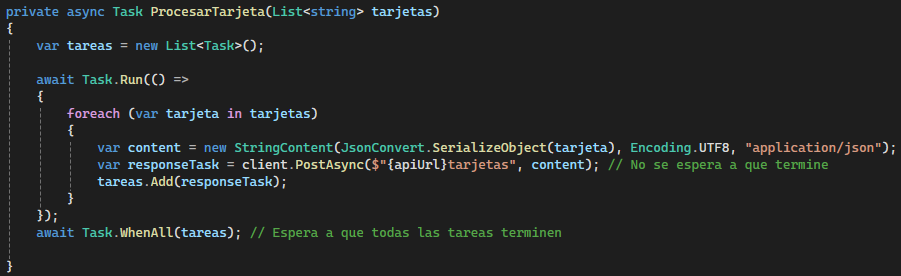 private async Task ProcesarTarjeta(List<string> tarjetas)
{
var tareas = new List<Task>();
await Task.Run(() =>
{
foreach (var tarjeta in tarjetas)
{
var content = new StringContent(JsonConvert.SerializeObject(tarjeta), Encoding.UTF8, "application/json");
var responseTask = client.PostAsync($"{apiUrl}tarjetas", content); // No se espera a que termine
tareas.Add(responseTask);
}
});
await Task.WhenAll(tareas); // Espera a que todas las tareas terminen
}